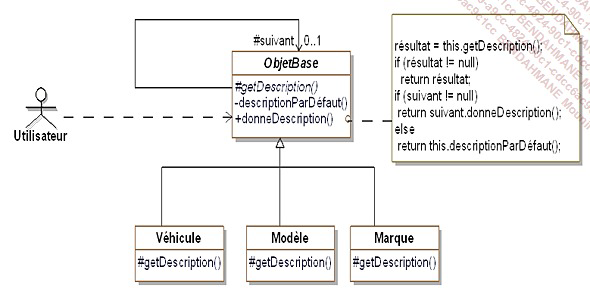 #suivant 0..1
ObjetBase
#getDescription()
-descriptionParDéfaut()
+donneDescription()
résultat = this.getDescription();
if (résultat != null)
return résultat;
if (suivant != null)
return suivant.donneDescription();
else
return this.descriptionParDéfaut();
Utilisateur
Véhicule
#getDescription()
Modèle
#getDescription()
Marque
#getDescription()